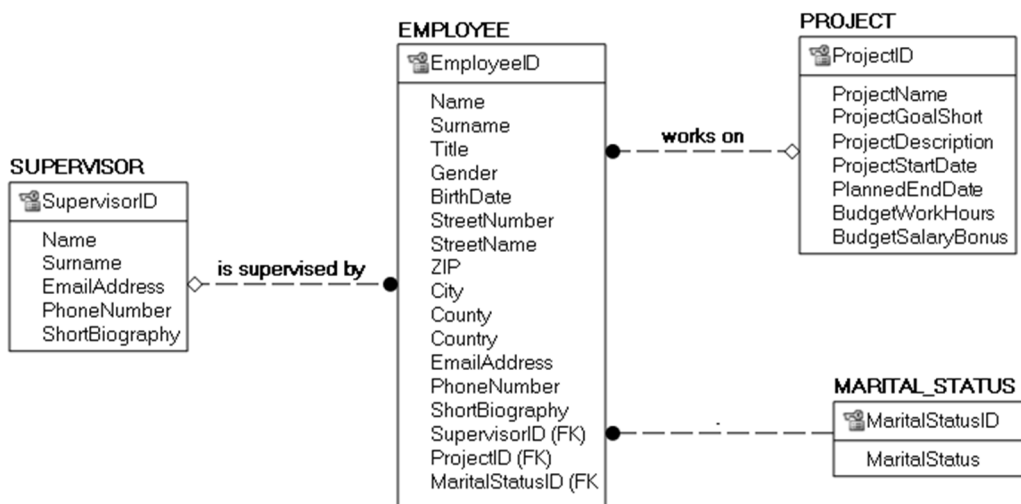 SUPERVISOR
SupervisorID
Name
Surname
EmailAddress
PhoneNumber
ShortBiography
is supervised by
EMPLOYEE
EmployeeID
Name
Surname
Title
Gender
BirthDate
StreetNumber
StreetName
ZIP
City
County
Country
EmailAddress
PhoneNumber
ShortBiography
SupervisorID (FK)
ProjectID (FK)
MaritalStatusID (FK
works on
PROJECT
ProjectID
ProjectName
ProjectGoalShort
ProjectDescription
ProjectStartDate
PlannedEndDate
BudgetWorkHours
BudgetSalaryBonus
MARITAL_STATUS
MaritalStatusID
MaritalStatus